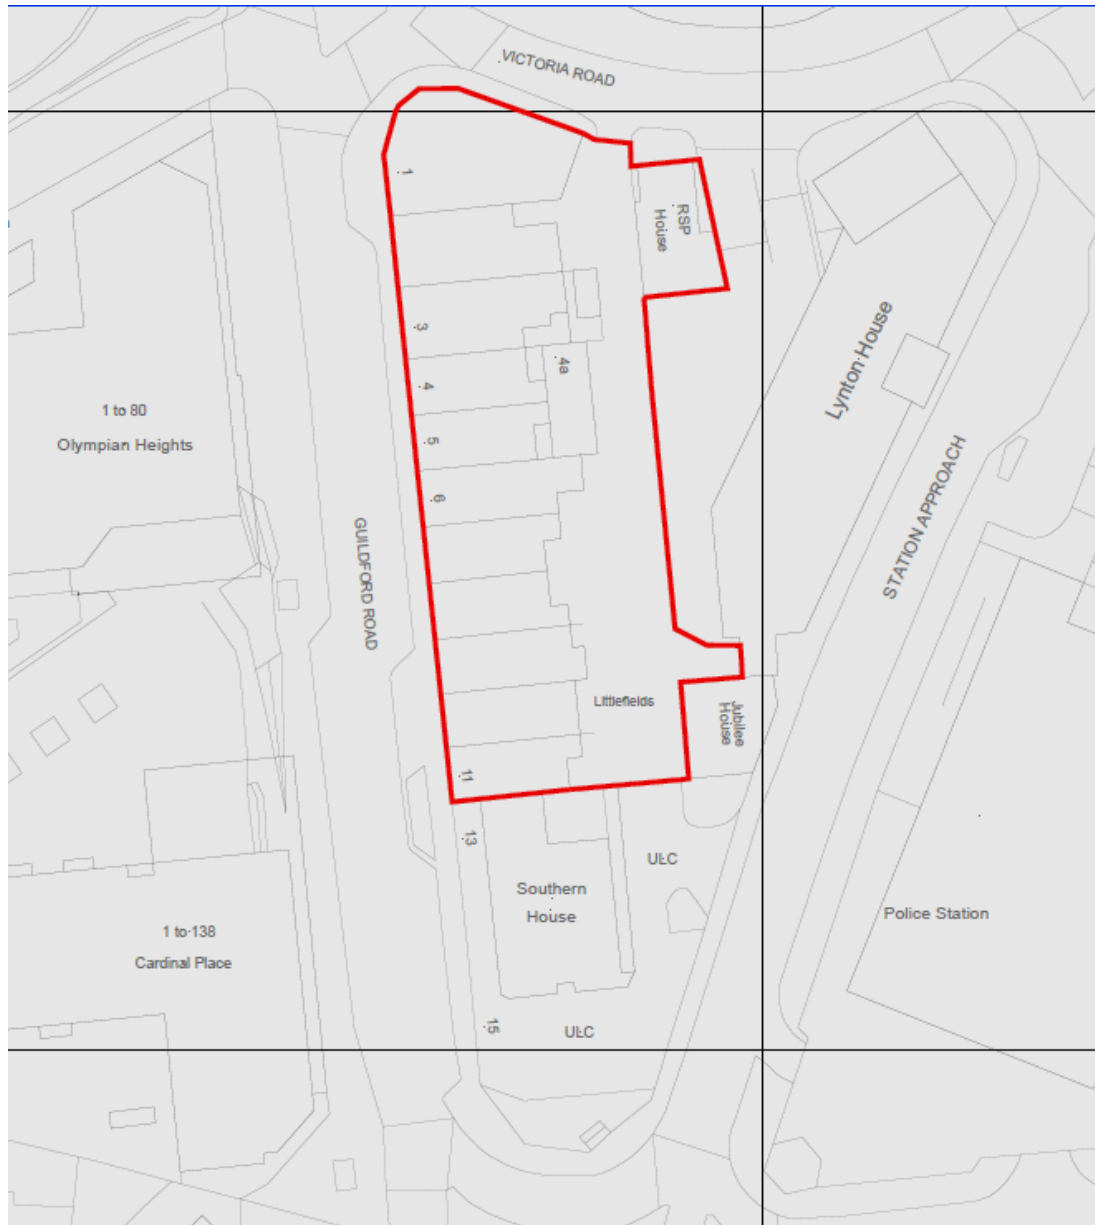 VICTORIA ROAD
1
RSP
House
3
4a
4
5
6
Lynton House
1 to 80
Olympian Heights
STATION APPROACH
GUILDFORD ROAD
Littlefields
Jubilee
House
11
13
ULC
Southern
House
Police Station
1 to 138
Cardinal Place
15
ULC